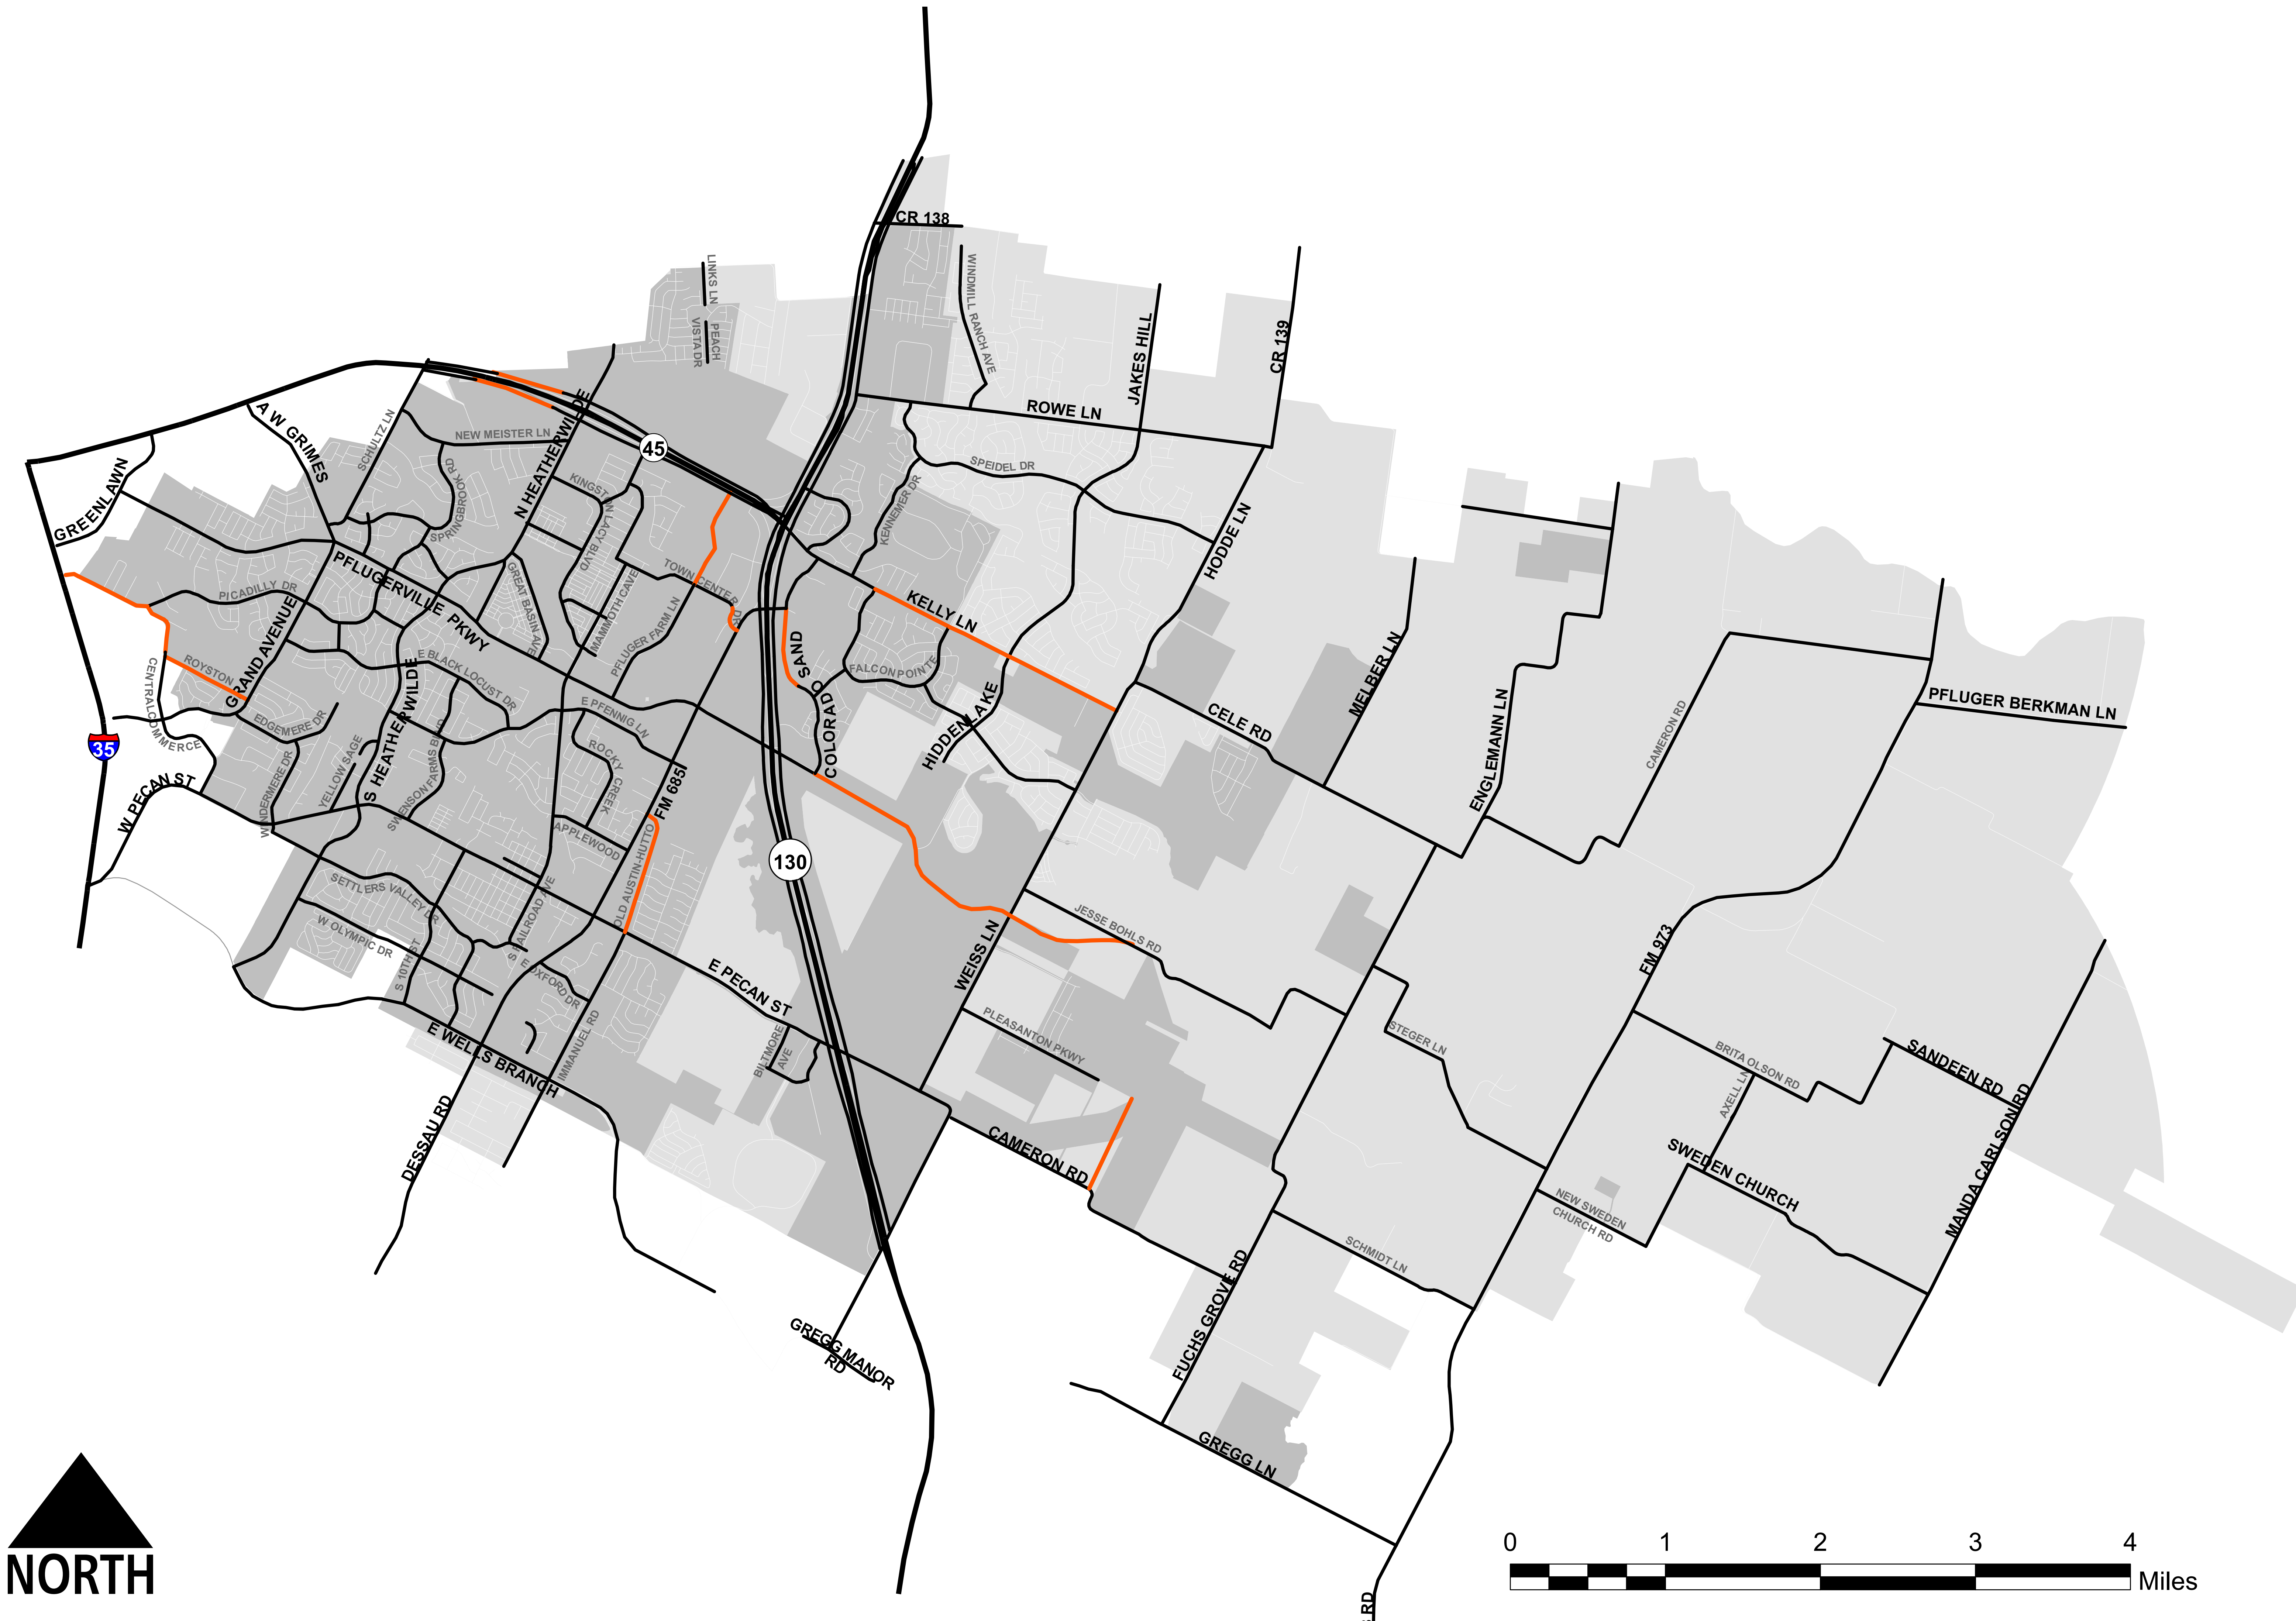 CR 138
LINKS LN
WINDMILL RANCH AVE
VISTA DR
PEACH
JAKES HILL
CR 139
ROWE LN
A W GRIMES
SCHULTZ LN
NEW MEISTER LN
N HEATHERWILDE
45
SPEIDEL DR
GREENLAWN
SPRINGBROOK RD
KINGSTON LACY BLVD
KENNEMER DR
HODDE LN
PFLUGERVILLE PKWY
PICADILLY DR
GREAT BASIN AVE
MAMMOTH CAVE
TOWN CENTER DR
PFLUGER FARM LN
KELLY LN
GRAND AVENUE
ROYSTON
E BLACK LOCUST DR
COLORADO SAND
FALCON POINTE
MELBER LN
CENTRALCOMMERCE
EDGEMERE DR
S HEATHERWILDE
E PFENNIG LN
HIDDEN LAKE
CELE RD
ENGLEMANN LN
CAMERON RD
PFLUGER BERKMAN LN
35
W PECAN ST
WINDERMERE DR
YELLOW SAGE
SWENSON FARMS BLVD
ROCKY CREEK
FM 685
APPLEWOOD
OLD AUSTIN-HUTTO
130
SETTLERS VALLEY DR
W OLYMPIC DR
S 10TH ST
S RAILROAD AVE
E OXFORD DR
JESSE BOHLS RD
WEISS LN
FM 973
E PECAN ST
PLEASANTON PKWY
STEGER LN
BRITA OLSON RD
SANDEEN RD
E WELLS BRANCH
IMMANUEL RD
BILTMORE
AVE
AXELL LN
DESSAU RD
CAMERON RD
SWEDEN CHURCH
MANDA CARLSON RD
NEW SWEDEN
CHURCH RD
SCHMIDT LN
FUCHS GROVE RD
GREGG MANOR
RD
GREGG LN
NORTH
0 1 2 3 4
Miles
RD